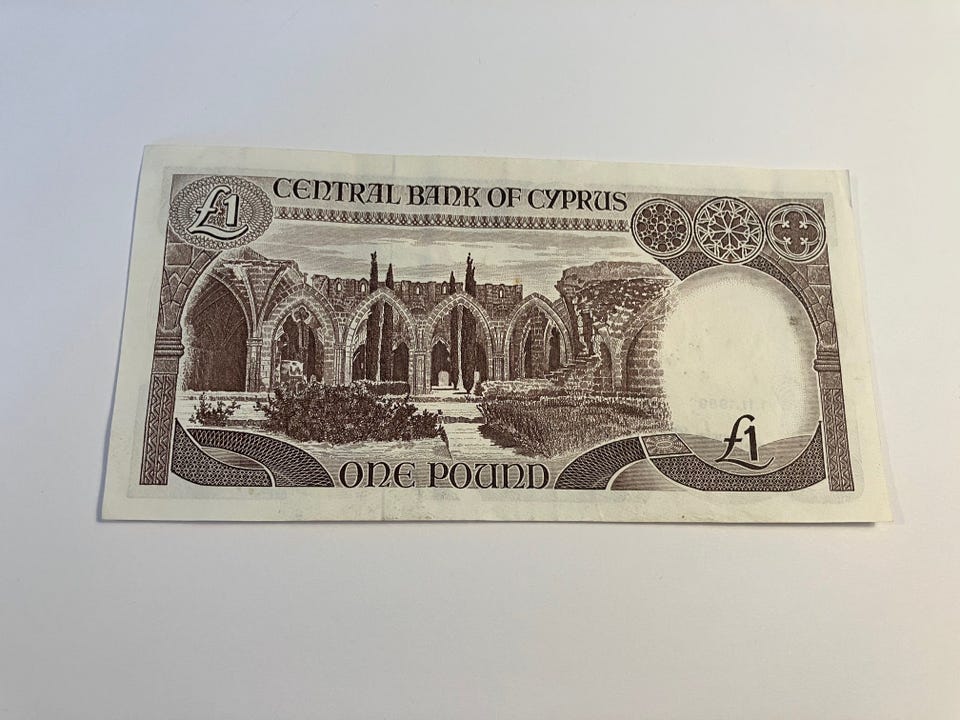 £1
CENTRAL BANK OF CYPRUS
ONE POUND
£1